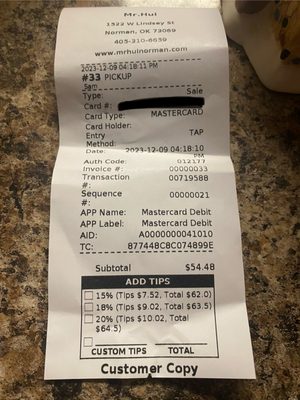 Mr.Hui
1522 W Lindsey St
Norman, OK 73069
405-310-6659
www.mrhuinorman.com
2023-12-09 04:18:11 PM
#33 PICKUP
Sam
Type: Sale
Card #:
Card Type: MASTERCARD
Card Holder:
Entry TAP
Method:
Date: 2023-12-09 04:18:10
PM
Auth Code: 012177
Invoice #: 00000033
Transaction 00719588
#:
Sequence 00000021
#:
APP Name: Mastercard Debit
APP Label: Mastercard Debit
AID: A0000000041010
TC: 877448C8C074899E
Subtotal $54.48
ADD TIPS
15% (Tips $7.52, Total $62.0)
18% (Tips $9.02, Total $63.5)
20% (Tips $10.02, Total
$64.5)
CUSTOM TIPS TOTAL
Customer Copy